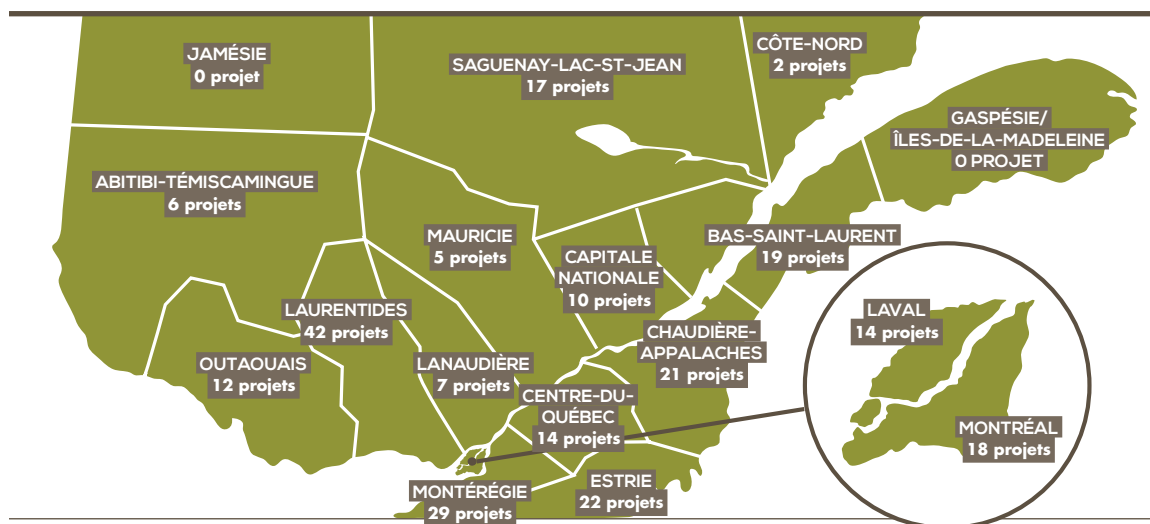 JAMÉSIE
0 projet
SAGUENAY-LAC-ST-JEAN
17 projets
CÔTE-NORD
2 projets
GASPÉSIE/
ÎLES-DE-LA-MADELEINE
0 PROJET
ABITIBI-TÉMISCAMINGUE
6 projets
MAURICIE
5 projets
CAPITALE
NATIONALE
10 projets
BAS-SAINT-LAURENT
19 projets
LAURENTIDES
42 projets
OUTAOUAIS
12 projets
LANAUDIÈRE
7 projets
CHAUDIÈRE-
APPALACHES
21 projets
CENTRE-DU-
QUÉBEC
14 projets
MONTÉRÉGIE
29 projets
ESTRIE
22 projets
LAVAL
14 projets
MONTRÉAL
18 projets